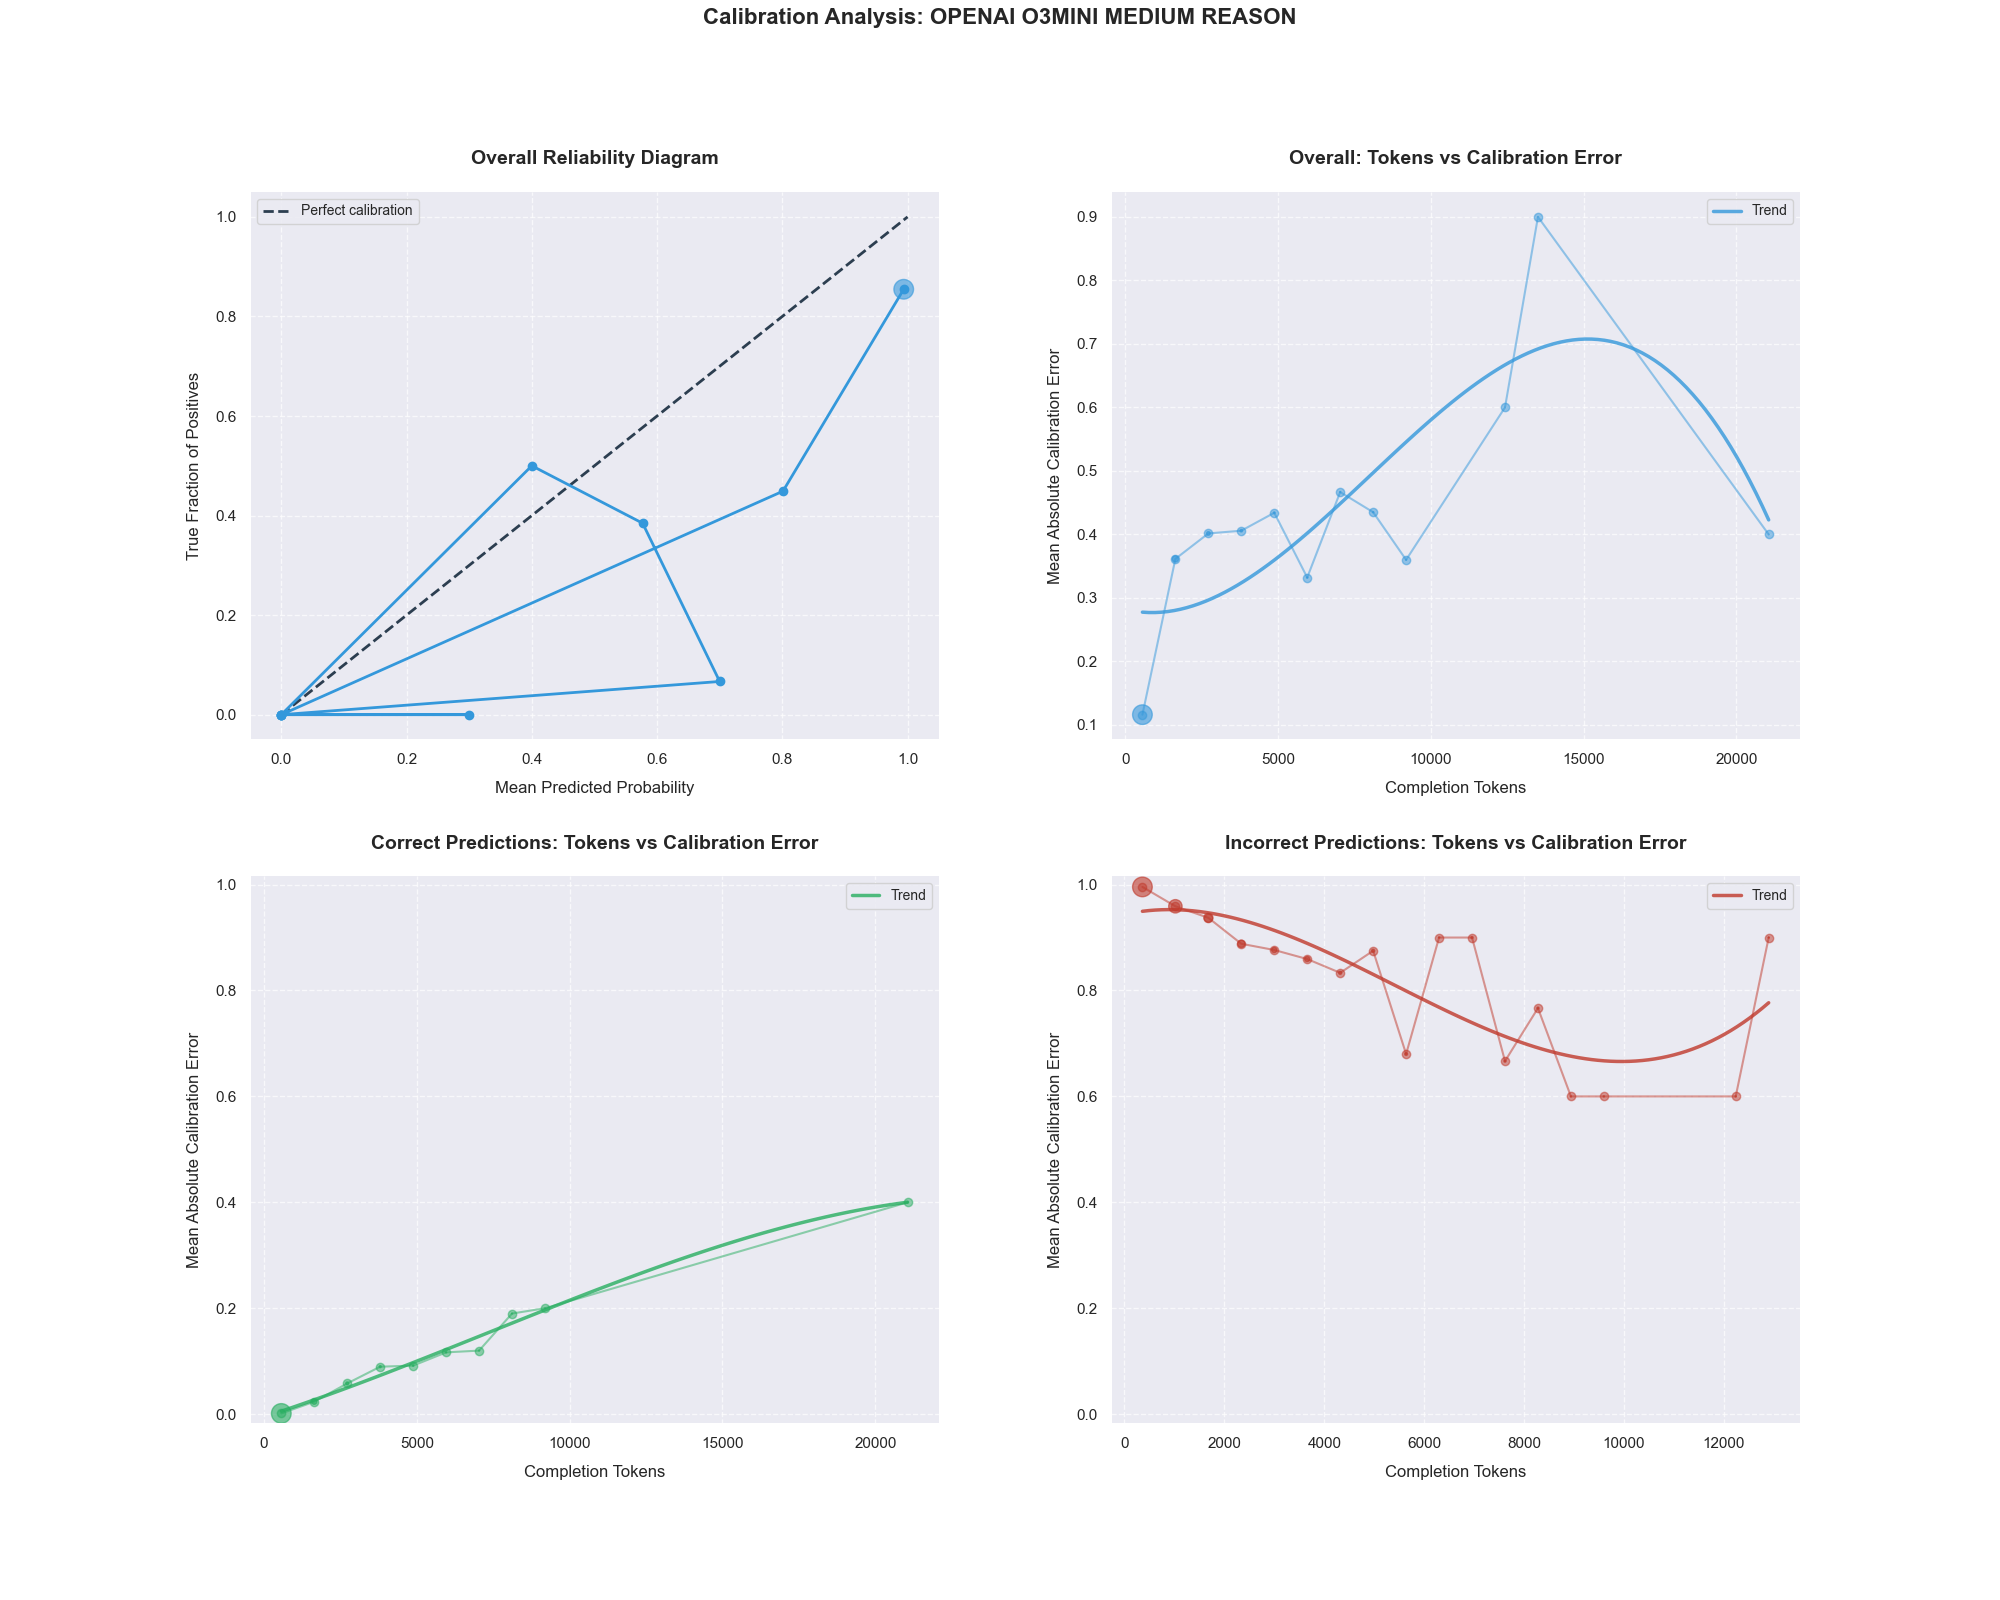 Calibration Analysis: OPENAI O3MINI MEDIUM REASON
Overall Reliability Diagram
Perfect calibration
1.0
0.8
0.6
0.4
0.2
0.0
True Fraction of Positives
0.0 0.2 0.4 0.6 0.8 1.0
Mean Predicted Probability
Overall: Tokens vs Calibration Error
Trend
0.9
0.8
0.7
0.6
0.5
0.4
0.3
0.2
0.1
Mean Absolute Calibration Error
0 5000 10000 15000 20000
Completion Tokens
Correct Predictions: Tokens vs Calibration Error
Trend
1.0
0.8
0.6
0.4
0.2
0.0
Mean Absolute Calibration Error
0 5000 10000 15000 20000
Completion Tokens
Incorrect Predictions: Tokens vs Calibration Error
Trend
1.0
0.8
0.6
0.4
0.2
0.0
Mean Absolute Calibration Error
0 2000 4000 6000 8000 10000 12000
Completion Tokens